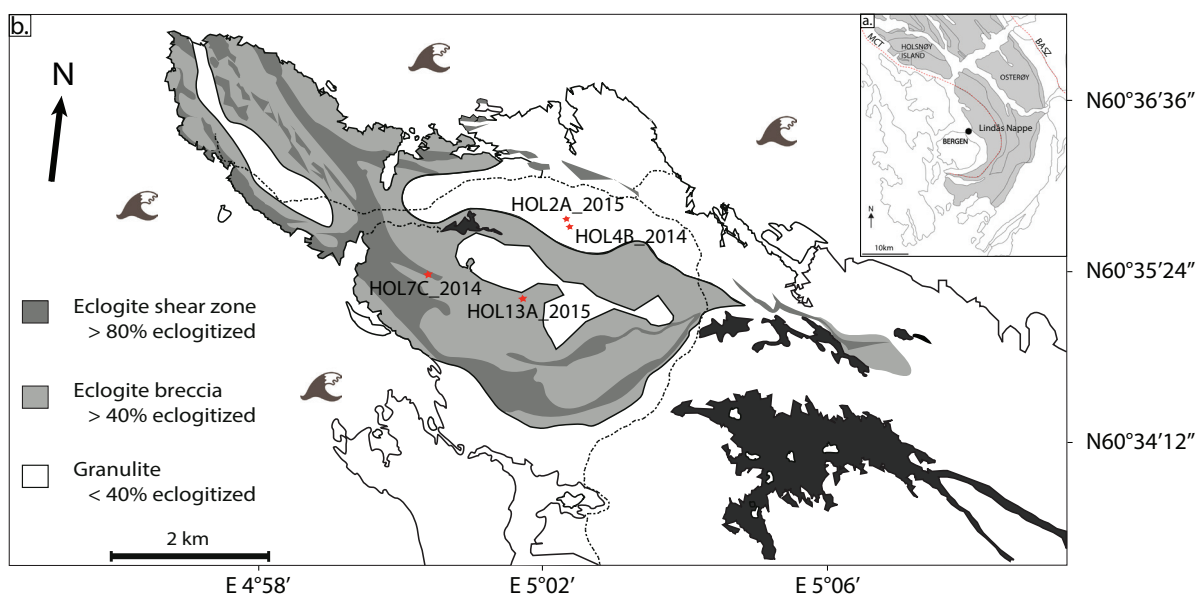 b.
a.
N
MCT
HOLSNØY
ISLAND
BASZ
OSTERØY
Lindås Nappe
BERGEN
N
10km
N60°36′36″
HOL2A_2015
HOL4B_2014
N60°35′24″
HOL7C_2014
HOL13A_2015
Eclogite shear zone
> 80% eclogitized
Eclogite breccia
> 40% eclogitized
N60°34′12″
Granulite
< 40% eclogitized
2 km
E 4°58′
E 5°02′
E 5°06′